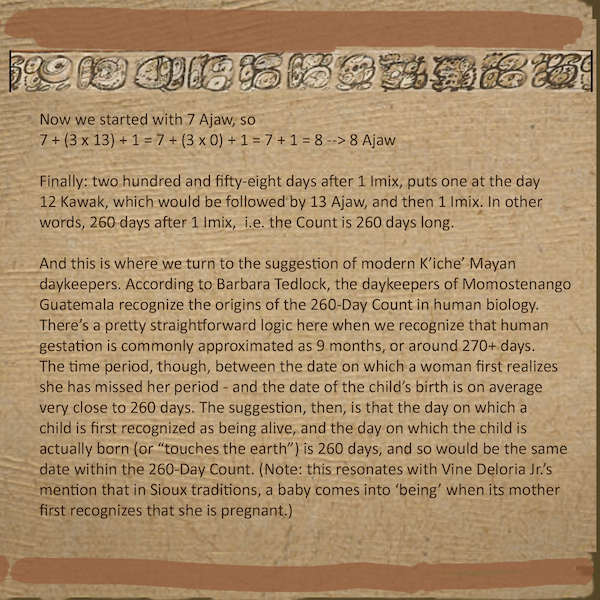 Now we started with 7 Ajaw, so
7 + (3 x 13) + 1 = 7 + (3 x 0) + 1 = 7 + 1 = 8 --> 8 Ajaw
Finally: two hundred and fifty-eight days after 1 Imix, puts one at the day
12 Kawak, which would be followed by 13 Ajaw, and then 1 Imix. In other
words, 260 days after 1 Imix,  i.e. the Count is 260 days long.
And this is where we turn to the suggestion of modern K’iche’ Mayan
daykeepers. According to Barbara Tedlock, the daykeepers of Momostenango
Guatemala recognize the origins of the 260-Day Count in human biology.
There’s a pretty straightforward logic here when we recognize that human
gestation is commonly approximated as 9 months, or around 270+ days.
The time period, though, between the date on which a woman first realizes
she has missed her period - and the date of the child’s birth is on average
very close to 260 days. The suggestion, then, is that the day on which a
child is first recognized as being alive, and the day on which the child is
actually born (or “touches the earth”) is 260 days, and so would be the same
date within the 260-Day Count. (Note: this resonates with Vine Deloria Jr.’s
mention that in Sioux traditions, a baby comes into ‘being’ when its mother
first recognizes that she is pregnant.)